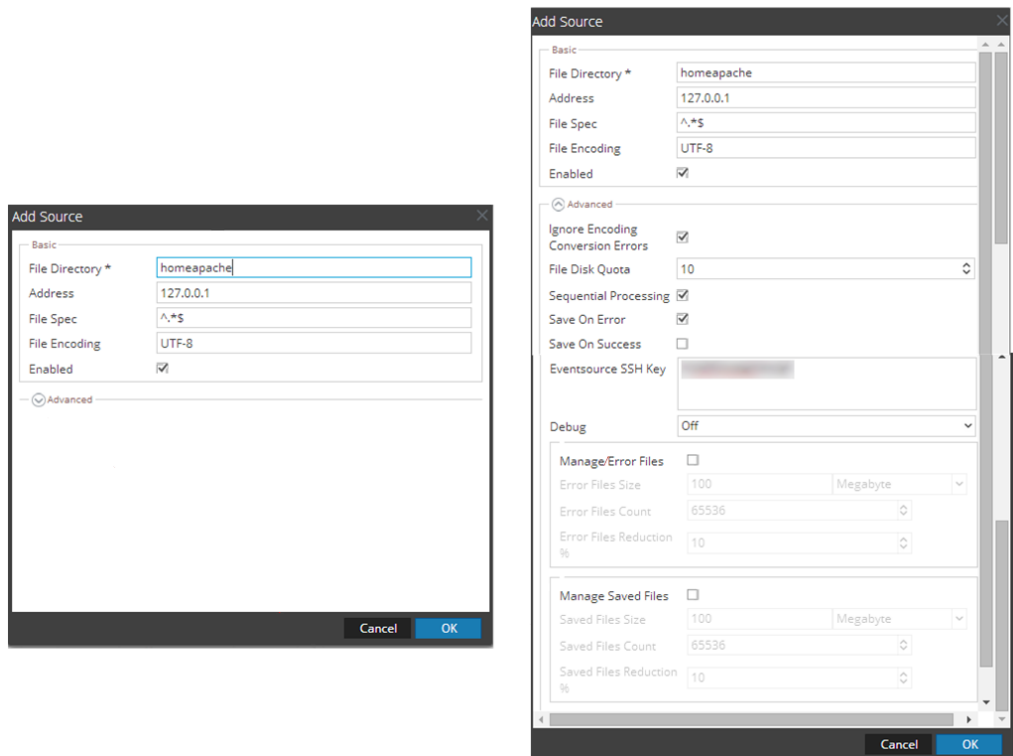 Add Source
Basic
File Directory * homeapache
Address 127.0.0.1
File Spec ^.*$
File Encoding UTF-8
Enabled
Advanced
Cancel OK
Add Source
Basic
File Directory * homeapache
Address 127.0.0.1
File Spec ^.*$
File Encoding UTF-8
Enabled
Advanced
Ignore Encoding
Conversion Errors
File Disk Quota 10
Sequential Processing
Save On Error
Save On Success
Eventsource SSH Key
Debug Off
Manage/Error Files
Error Files Size 100 Megabyte
Error Files Count 65536
Error Files Reduction
% 10
Manage Saved Files
Saved Files Size 100 Megabyte
Saved Files Count 65536
Saved Files Reduction
% 10
Cancel OK